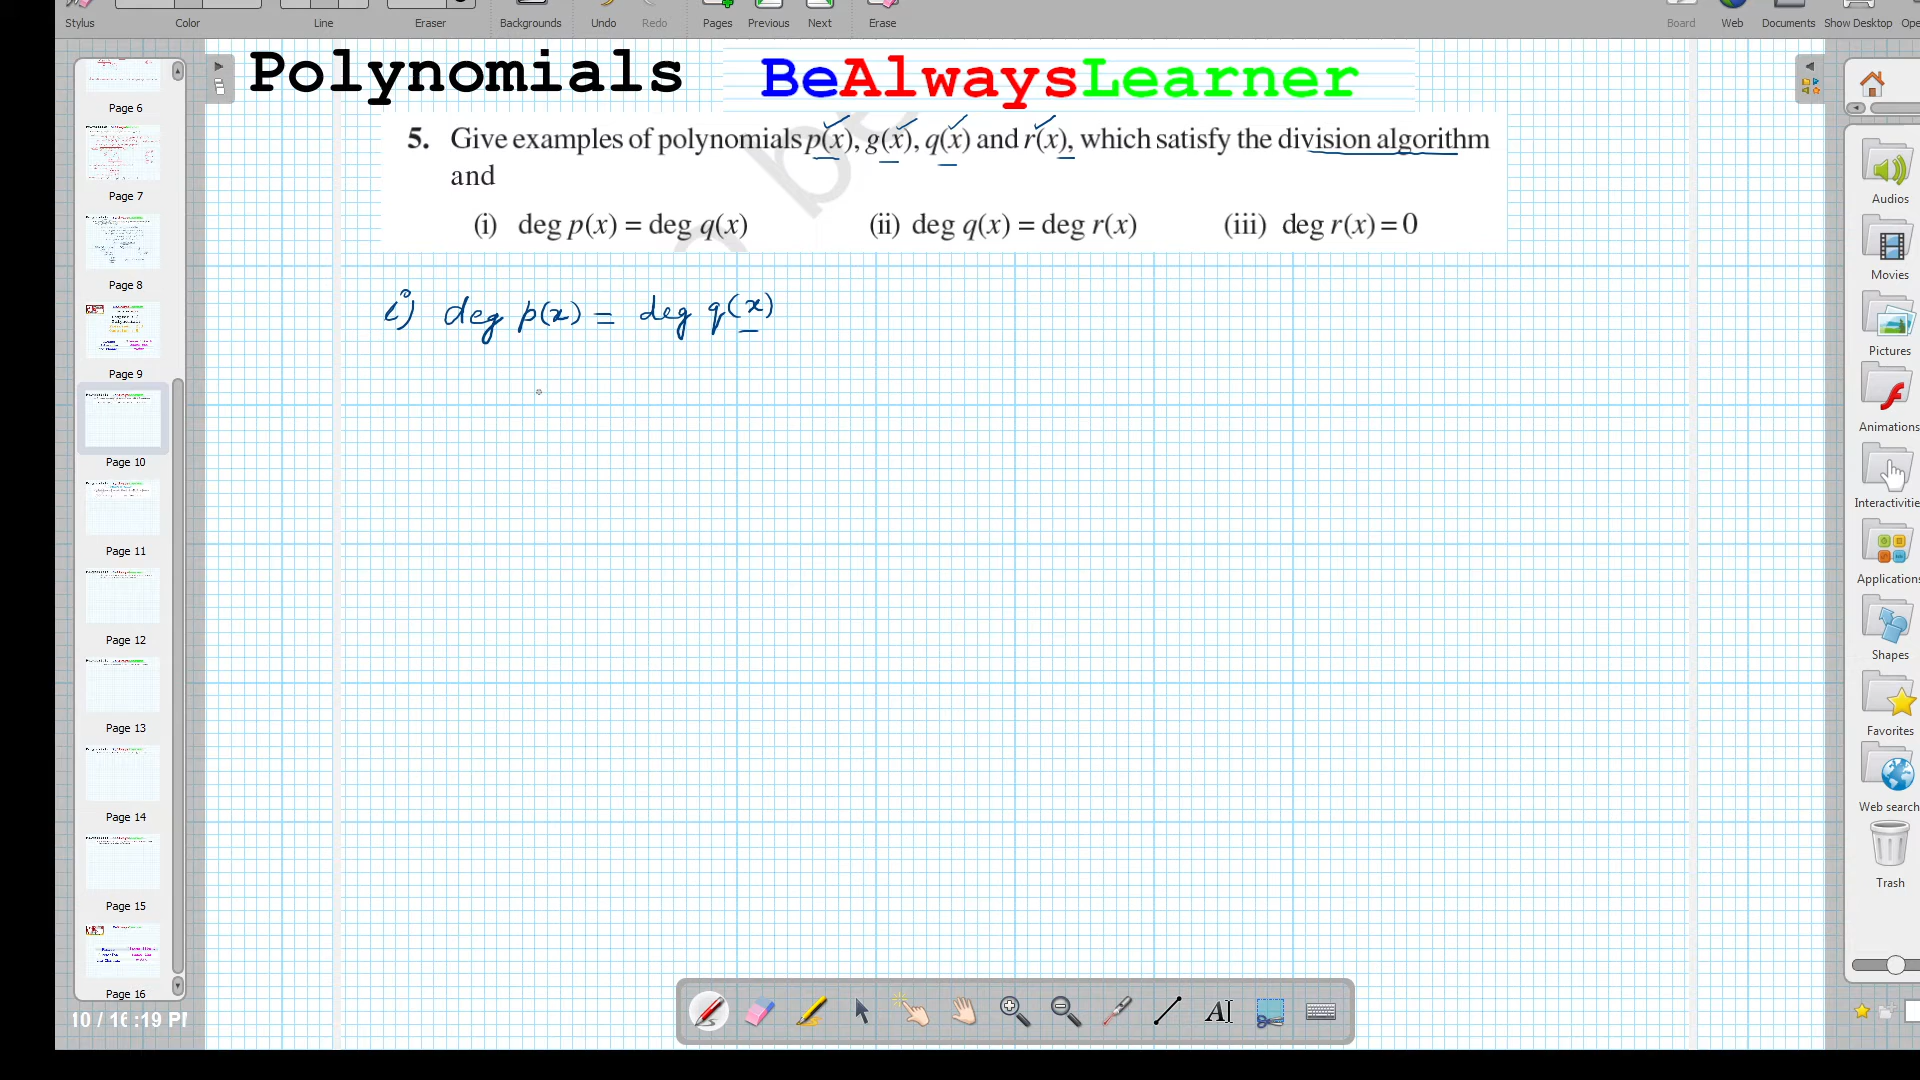 Stylus Color Line Eraser Backgrounds Undo Redo Pages Previous Next Erase Board Web Documents Show Desktop
Polynomials BeAlwaysLearner
5. Give examples of polynomials p(x), g(x), q(x) and r(x), which satisfy the division algorithm
and
(i) deg p(x) = deg q(x) (ii) deg q(x) = deg r(x) (iii) deg r(x) = 0
i) deg p(x) = deg q(x)
Page 6
Page 7
Page 8
Page 9
Page 10
Page 11
Page 12
Page 13
Page 14
Page 15
Page 16
Audios
Movies
Pictures
Animations
Interactivitie
Applications
Shapes
Favorites
Web search
Trash